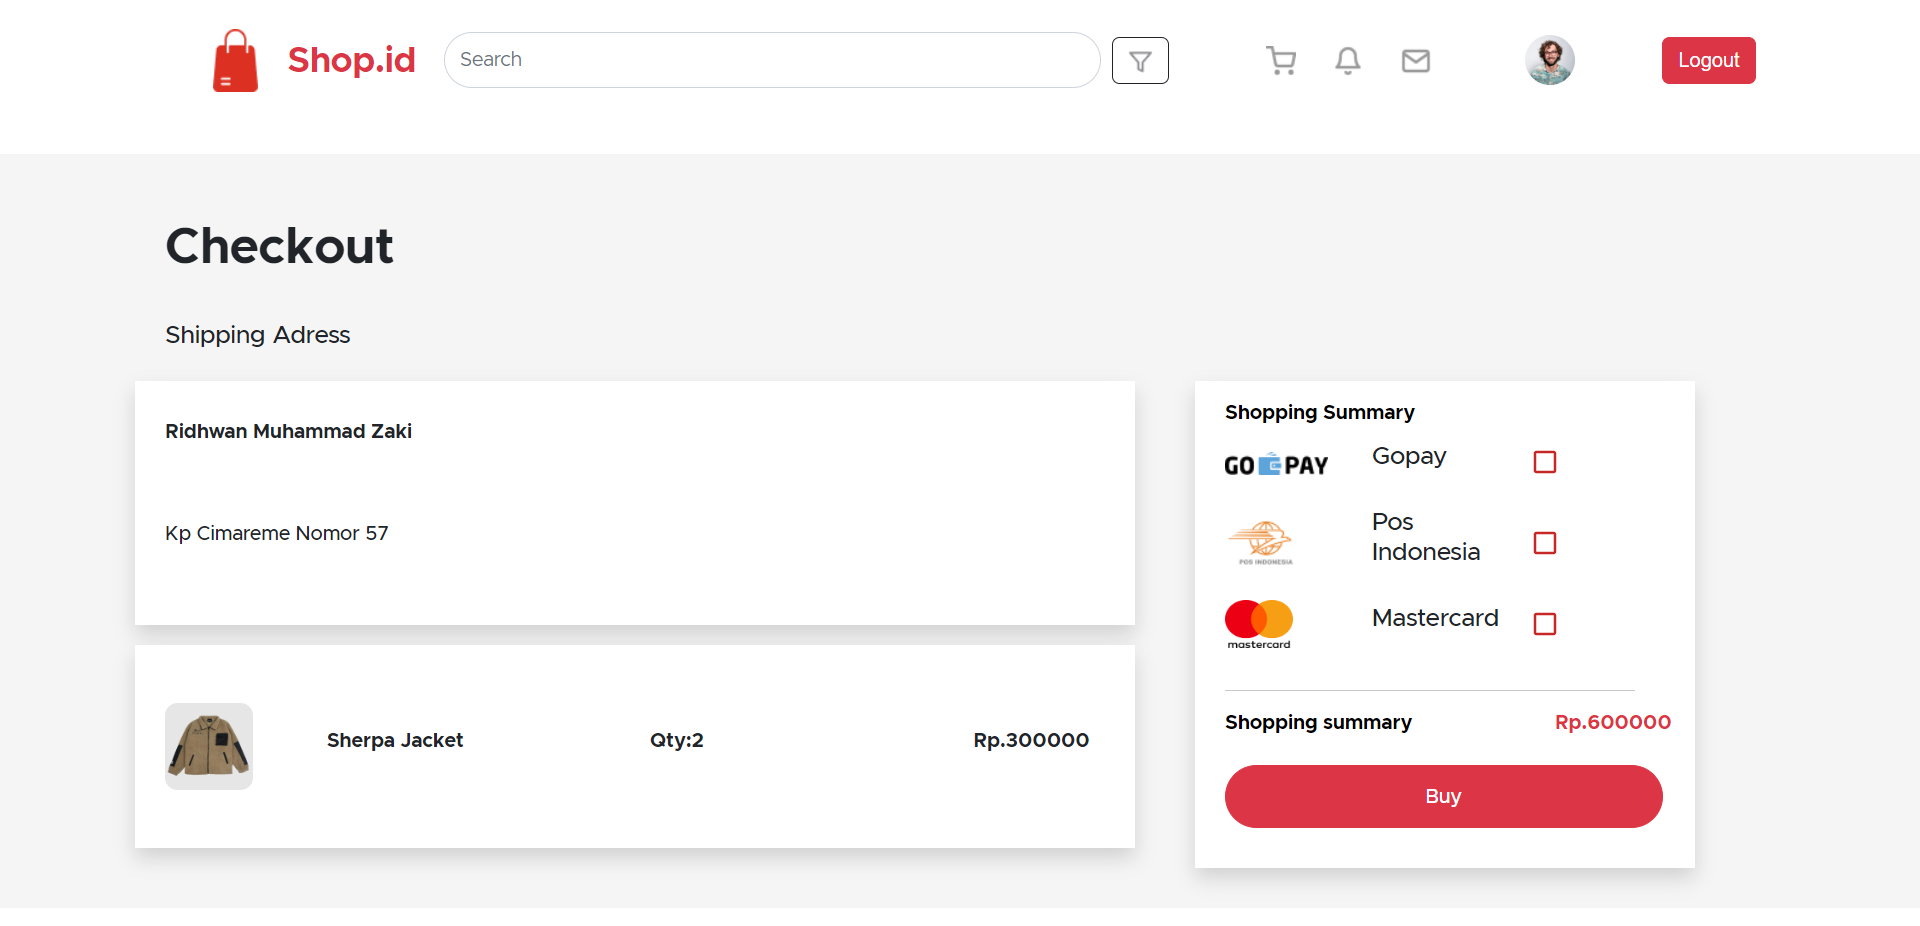 Shop.id
Search
Logout
Checkout
Shipping Adress
Ridhwan Muhammad Zaki
Kp Cimareme Nomor 57
Sherpa Jacket
Qty:2
Rp.300000
Shopping Summary
GO PAY
Gopay
POS INDONESIA
Pos
Indonesia
mastercard
Mastercard
Shopping summary
Rp.600000
Buy